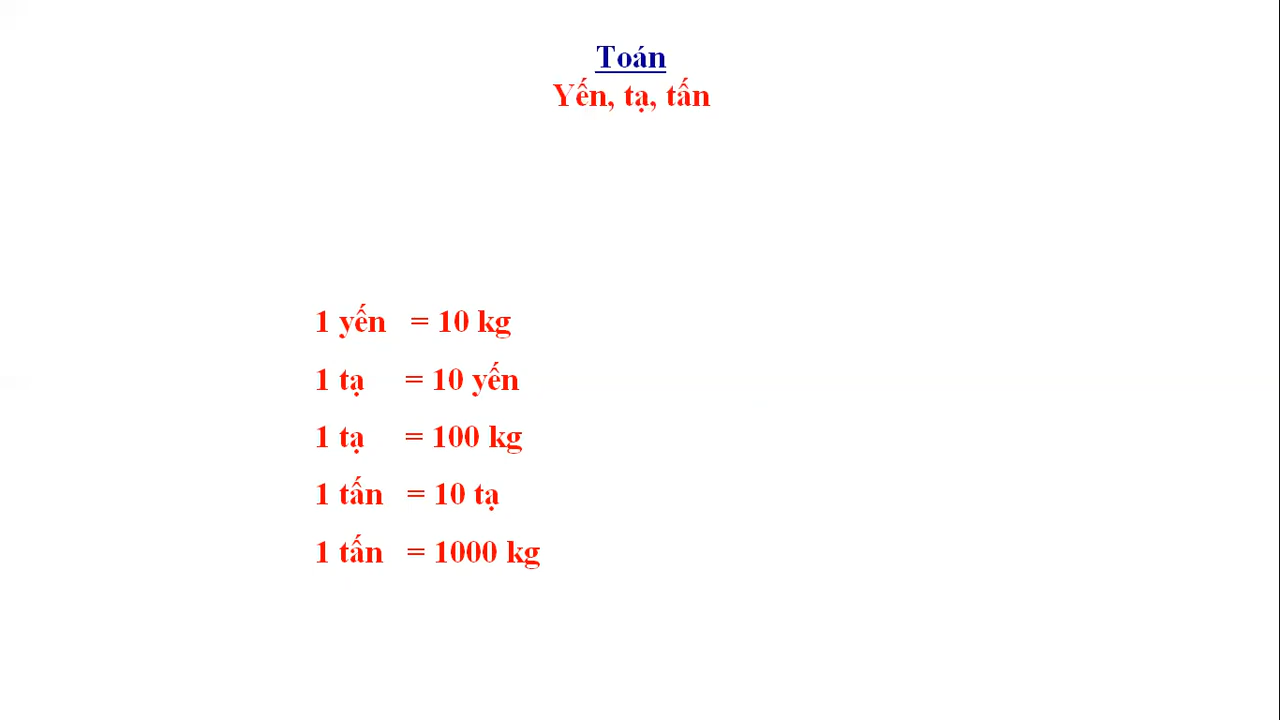 Toán
Yến, tạ, tấn
1 yến = 10 kg
1 tạ = 10 yến
1 tạ = 100 kg
1 tấn = 10 tạ
1 tấn = 1000 kg